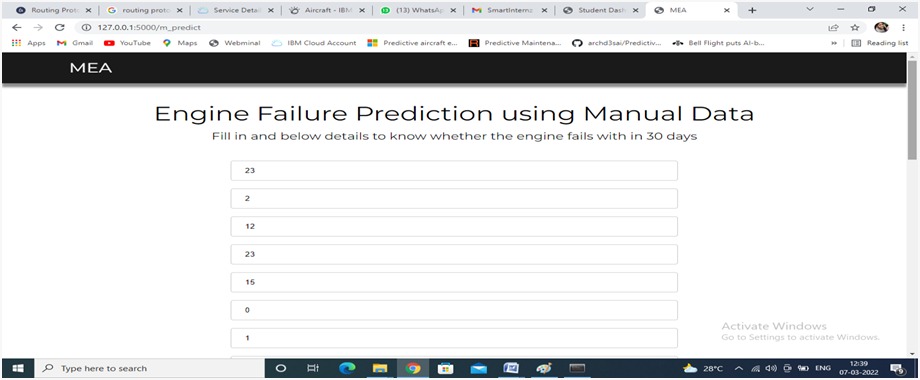 Routing Proto
routing proto
Service Detai
Aircraft - IBM
(13) WhatsAp
SmartInterna
Student Dash
MEA
127.0.0.1:5000/m_predict
Apps
Gmail
YouTube
Maps
Webminal
IBM Cloud Account
Predictive aircraft e...
Predictive Maintena...
archd3sai/Predictiv...
Bell Flight puts AI-b...
Reading list
MEA
Engine Failure Prediction using Manual Data
Fill in and below details to know whether the engine fails with in 30 days
23
2
12
23
15
0
1
Activate Windows
Go to Settings to activate Windows.
Type here to search
28°C
ENG
12:39
07-03-2022